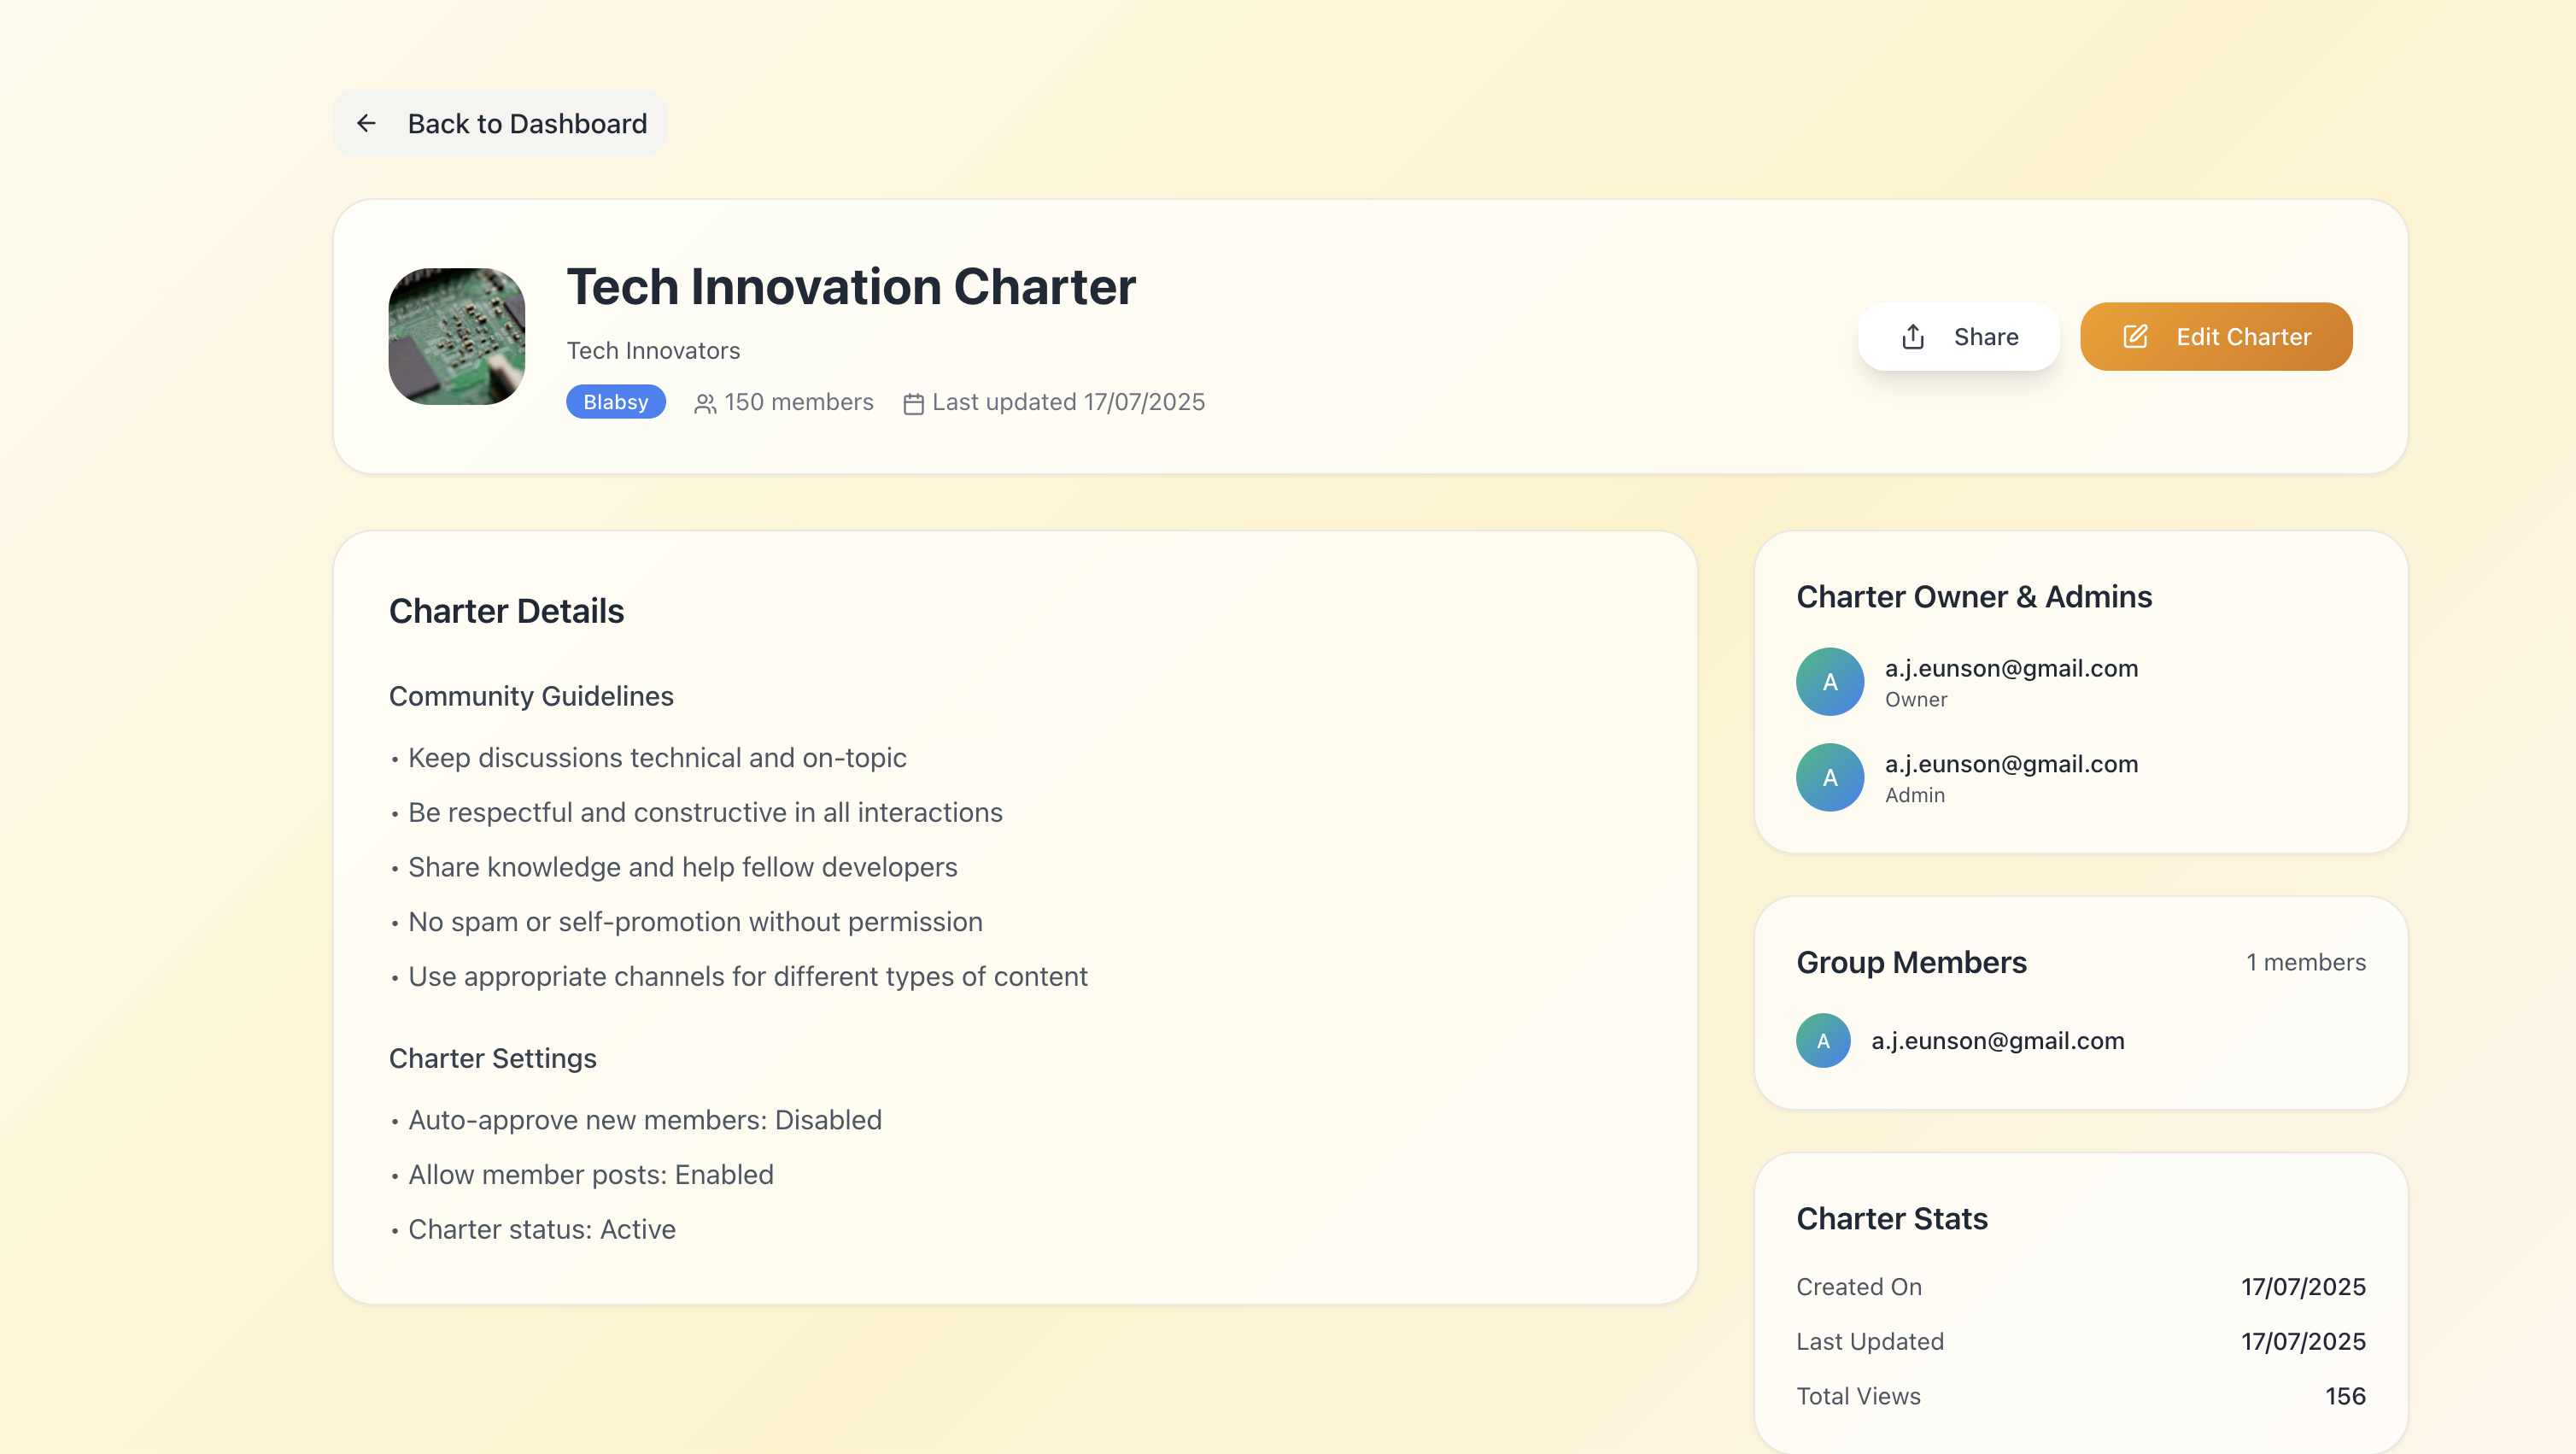 Back to Dashboard
Tech Innovation Charter
Tech Innovators
Blabsy 150 members Last updated 17/07/2025
Share
Edit Charter
Charter Details
Community Guidelines
• Keep discussions technical and on-topic
• Be respectful and constructive in all interactions
• Share knowledge and help fellow developers
• No spam or self-promotion without permission
• Use appropriate channels for different types of content
Charter Settings
• Auto-approve new members: Disabled
• Allow member posts: Enabled
• Charter status: Active
Charter Owner & Admins
A
a.j.eunson@gmail.com
Owner
A
a.j.eunson@gmail.com
Admin
Group Members 1 members
A a.j.eunson@gmail.com
Charter Stats
Created On 17/07/2025
Last Updated 17/07/2025
Total Views 156